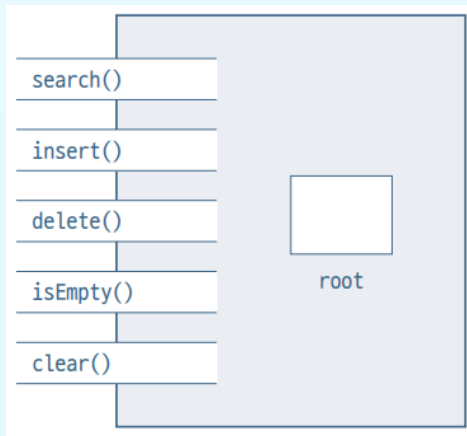 search()
insert()
delete()
isEmpty()
root
clear()